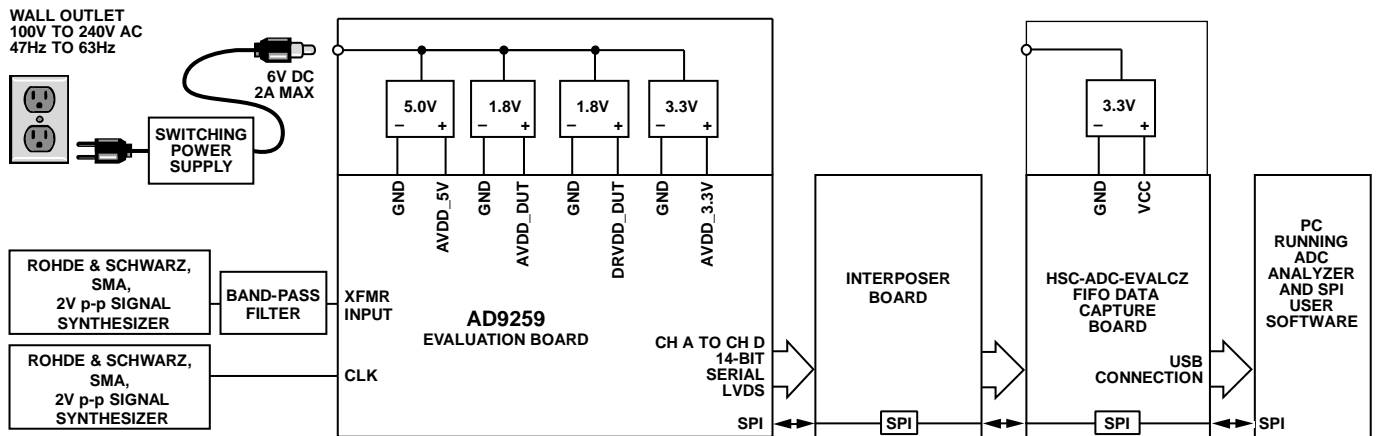 WALL OUTLET
100V TO 240V AC
47Hz TO 63Hz
6V DC
2A MAX
SWITCHING
POWER
SUPPLY
5.0V
– +
1.8V
– +
1.8V
– +
3.3V
– +
3.3V
– +
GND
AVDD_5V
GND
AVDD_DUT
GND
DRVDD_DUT
GND
AVDD_3.3V
GND
VCC
ROHDE & SCHWARZ,
SMA,
2V p-p SIGNAL
SYNTHESIZER
BAND-PASS
FILTER
XFMR
INPUT
AD9259
EVALUATION BOARD
ROHDE & SCHWARZ,
SMA,
2V p-p SIGNAL
SYNTHESIZER
CLK
CH A TO CH D
14-BIT
SERIAL
LVDS
SPI
INTERPOSER
BOARD
SPI
HSC-ADC-EVALCZ
FIFO DATA
CAPTURE
BOARD
USB
CONNECTION
SPI
PC
RUNNING
ADC
ANALYZER
AND SPI
USER
SOFTWARE
SPI